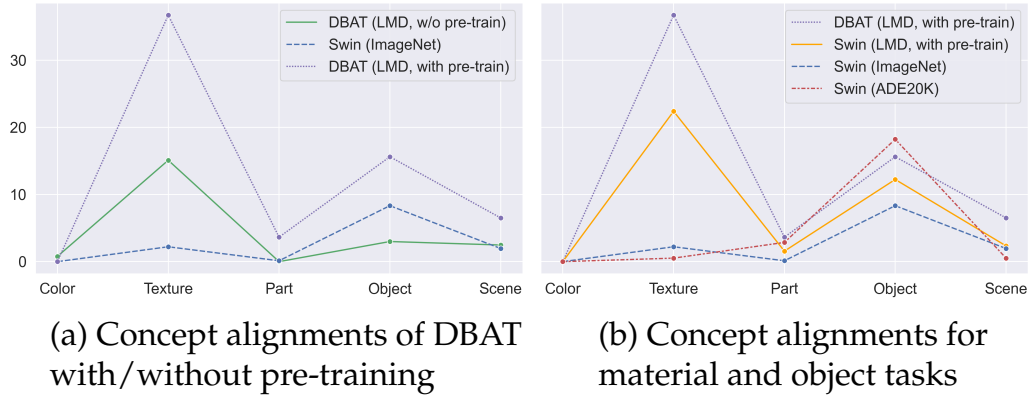 DBAT (LMD, w/o pre-train)
Swin (ImageNet)
DBAT (LMD, with pre-train)
30
20
10
0
Color Texture Part Object Scene
(a) Concept alignments of DBAT
with/without pre-training
DBAT (LMD, with pre-train)
Swin (LMD, with pre-train)
Swin (ImageNet)
Swin (ADE20K)
Color Texture Part Object Scene
(b) Concept alignments for
material and object tasks